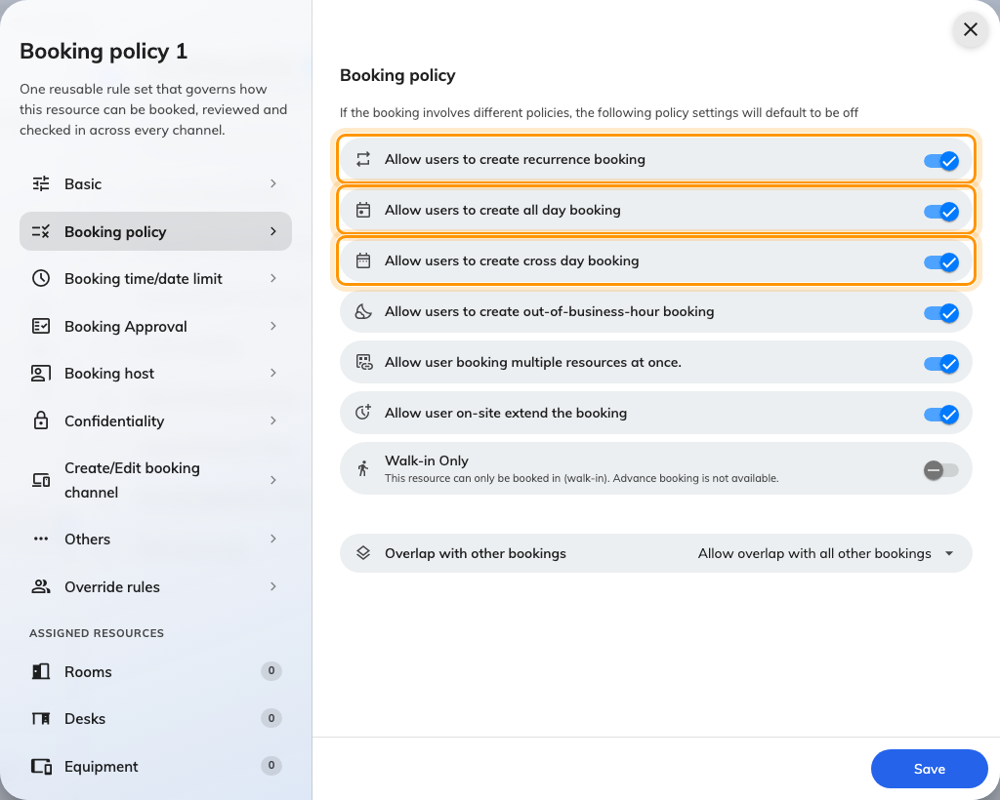 Booking policy 1
One reusable rule set that governs how
this resource can be booked, reviewed and
checked in across every channel.
Basic
Booking policy
Booking time/date limit
Booking Approval
Booking host
Confidentiality
Create/Edit booking
channel
Others
Override rules
ASSIGNED RESOURCES
Rooms 0
Desks 0
Equipment 0
Booking policy
If the booking involves different policies, the following policy settings will default to be off
Allow users to create recurrence booking
Allow users to create all day booking
Allow users to create cross day booking
Allow users to create out-of-business-hour booking
Allow user booking multiple resources at once.
Allow user on-site extend the booking
Walk-in Only
This resource can only be booked in (walk-in). Advance booking is not available.
Overlap with other bookings Allow overlap with all other bookings
Save